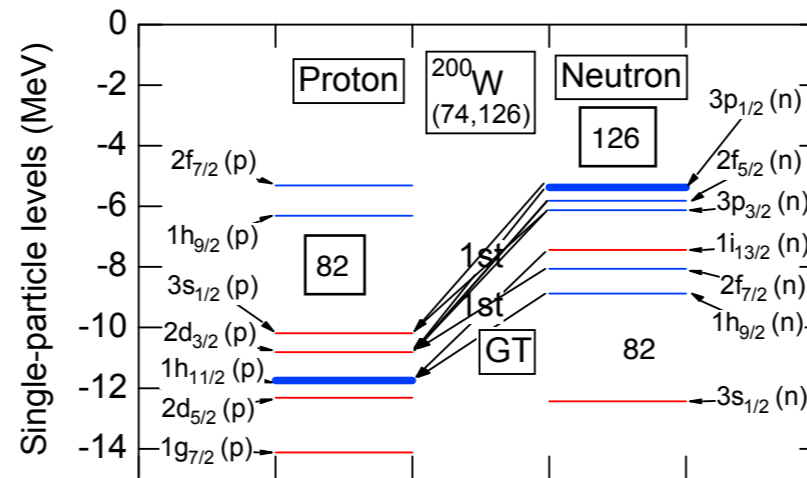 Single-particle levels (MeV)
0
-2
-4
-6
-8
-10
-12
-14
Proton
²⁰⁰W
(74,126)
Neutron
126
82
82
2f₇/₂ (p)
1h₉/₂ (p)
3s₁/₂ (p)
2d₃/₂ (p)
1h₁₁/₂ (p)
2d₅/₂ (p)
1g₇/₂ (p)
1st
1st
GT
3p₁/₂ (n)
2f₅/₂ (n)
3p₃/₂ (n)
1i₁₃/₂ (n)
2f₇/₂ (n)
1h₉/₂ (n)
3s₁/₂ (n)